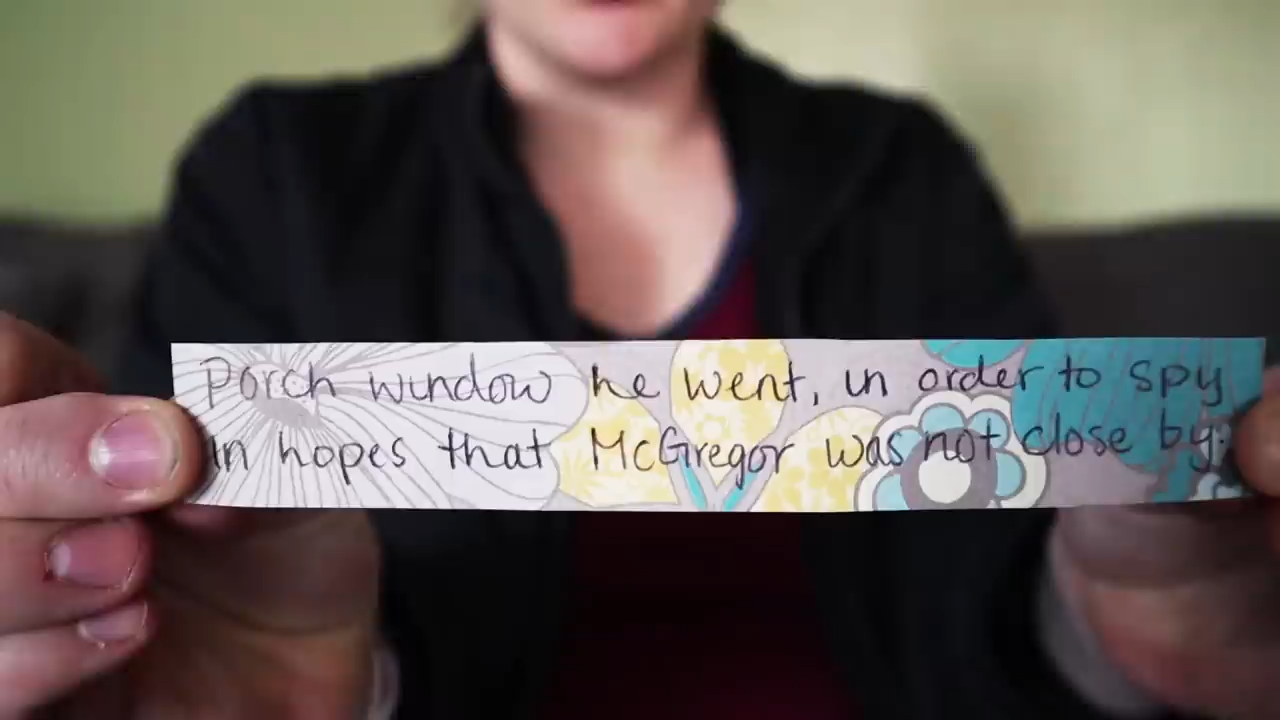 Porch window he went, in order to spy
in hopes that McGregor was not close by.